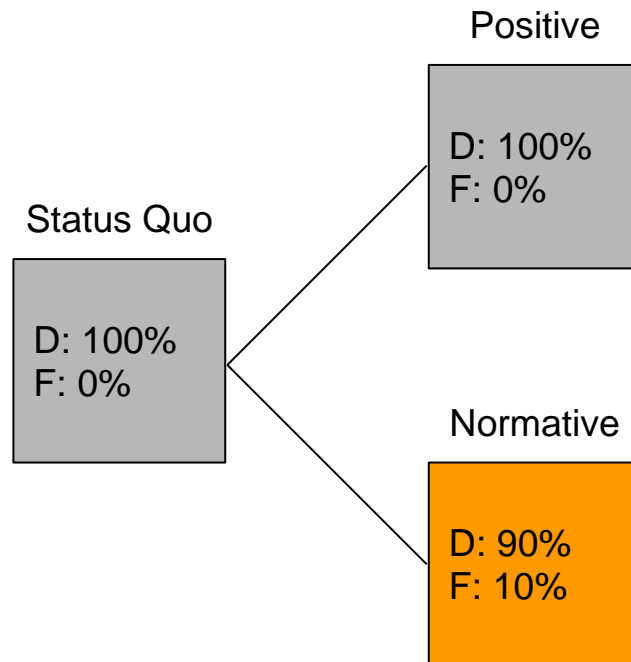 Positive
D: 100%
F: 0%
Status Quo
D: 100%
F: 0%
Normative
D: 90%
F: 10%